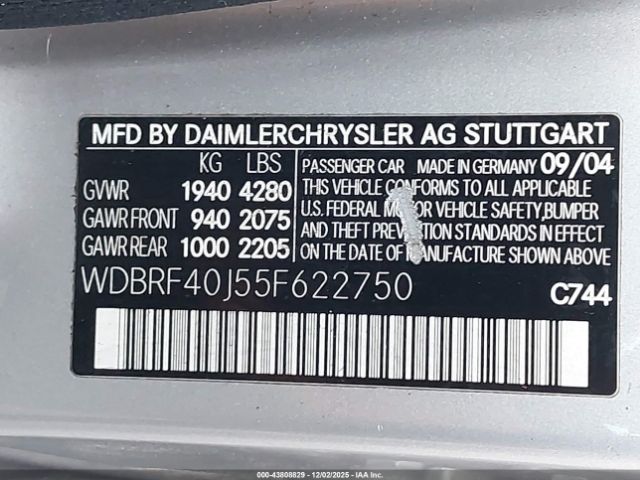 MFD BY DAIMLERCHRYSLER AG STUTTGART
KG LBS
GVWR 1940 4280
GAWR FRONT 940 2075
GAWR REAR 1000 2205
PASSENGER CAR MADE IN GERMANY 09/04
THIS VEHICLE CONFORMS TO ALL APPLICABLE
U.S. FEDERAL MOTOR VEHICLE SAFETY,BUMPER
AND THEFT PREVENTION STANDARDS IN EFFECT
ON THE DATE OF MANUFACTURE SHOWN ABOVE
WDBRF40J55F622750
C744
000-43808829 • 12/02/2025 • IAAI.COM